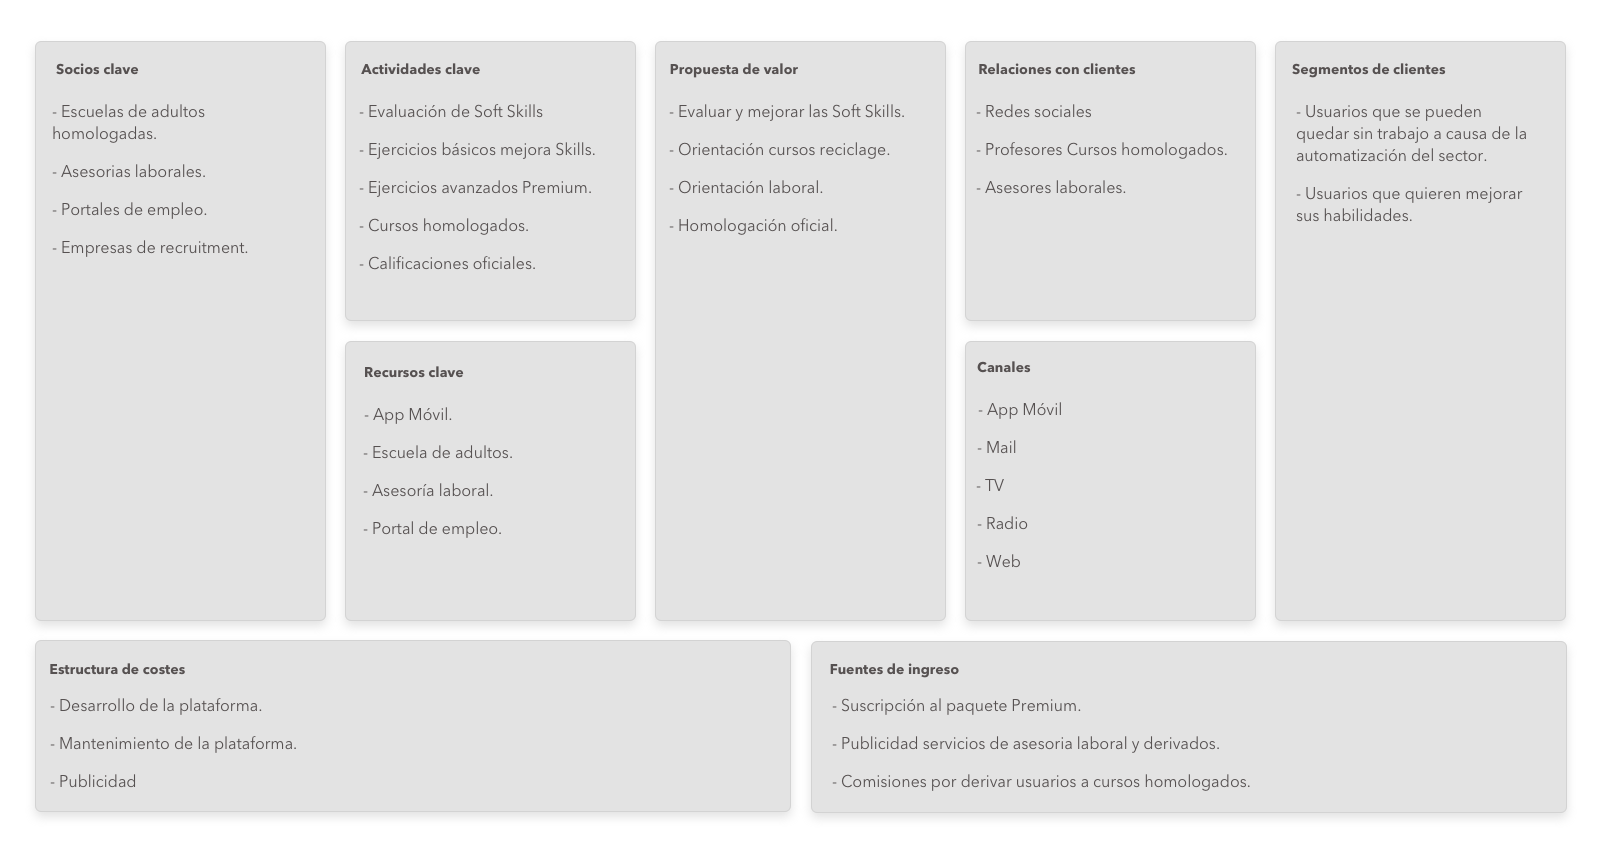 Socios clave
- Escuelas de adultos
homologadas.
- Asesorias laborales.
- Portales de empleo.
- Empresas de recruitment.
Actividades clave
- Evaluación de Soft Skills
- Ejercicios básicos mejora Skills.
- Ejercicios avanzados Premium.
- Cursos homologados.
- Calificaciones oficiales.
Recursos clave
- App Móvil.
- Escuela de adultos.
- Asesoría laboral.
- Portal de empleo.
Propuesta de valor
- Evaluar y mejorar las Soft Skills.
- Orientación cursos reciclage.
- Orientación laboral.
- Homologación oficial.
Relaciones con clientes
- Redes sociales
- Profesores Cursos homologados.
- Asesores laborales.
Canales
- App Móvil
- Mail
- TV
- Radio
- Web
Segmentos de clientes
- Usuarios que se pueden
quedar sin trabajo a causa de la
automatización del sector.
- Usuarios que quieren mejorar
sus habilidades.
Estructura de costes
- Desarrollo de la plataforma.
- Mantenimiento de la plataforma.
- Publicidad
Fuentes de ingreso
- Suscripción al paquete Premium.
- Publicidad servicios de asesoria laboral y derivados.
- Comisiones por derivar usuarios a cursos homologados.